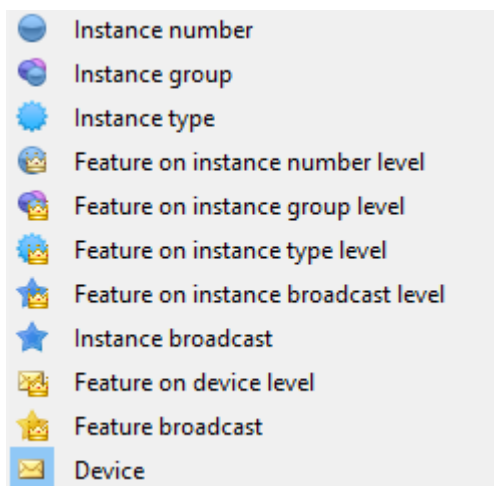 Instance number
Instance group
Instance type
Feature on instance number level
Feature on instance group level
Feature on instance type level
Feature on instance broadcast level
Instance broadcast
Feature on device level
Feature broadcast
Device